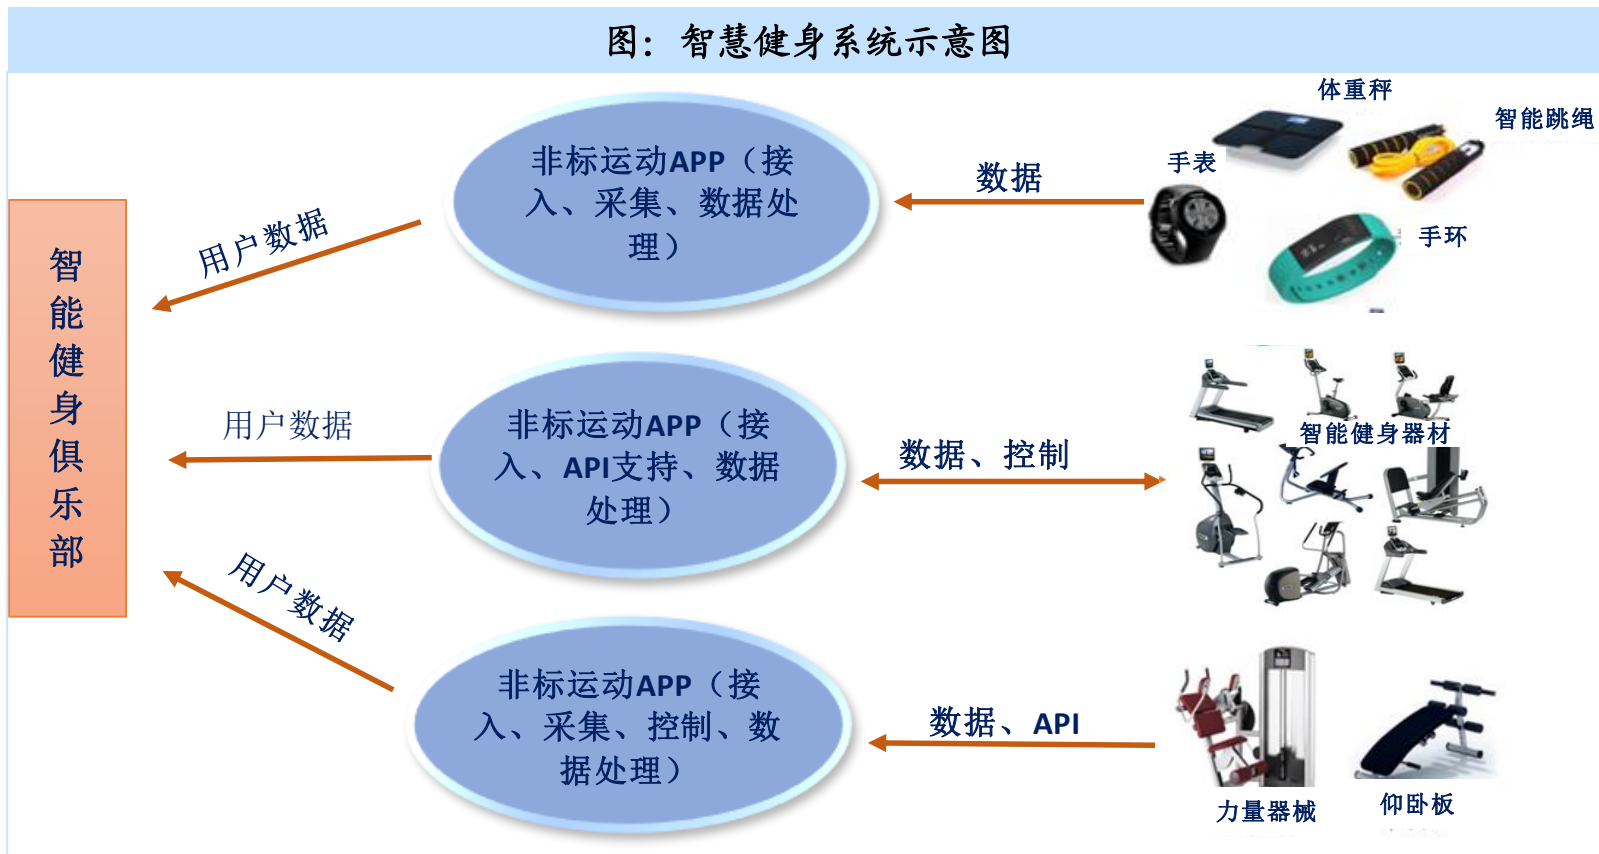 图：智慧健身系统示意图
体重秤
智能跳绳
手表
手环
数据
非标运动APP（接
入、采集、数据处
理）
用户数据
智能健身俱乐部
用户数据
非标运动APP（接
入、API支持、数据
处理）
数据、控制
智能健身器材
用户数据
非标运动APP（接
入、采集、控制、数
据处理）
数据、API
力量器械
仰卧板